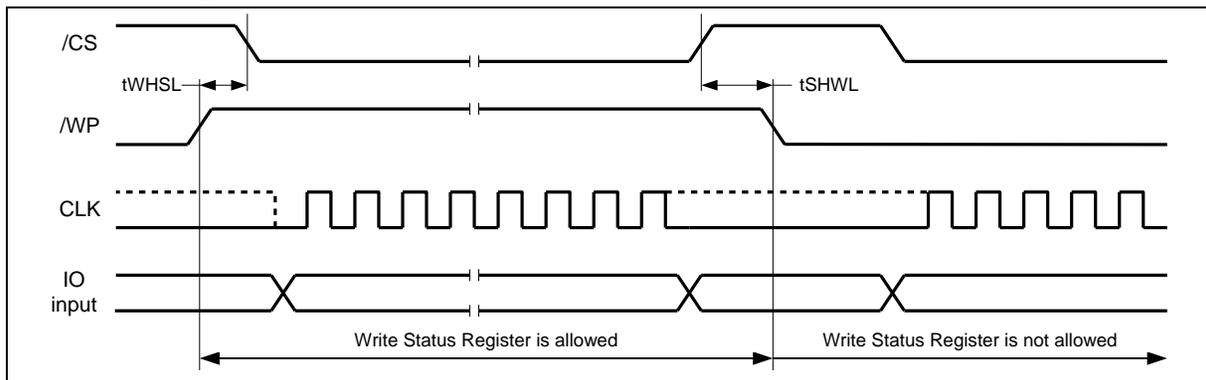 /CS
tWHSL
tSHWL
/WP
CLK
IO
input
Write Status Register is allowed
Write Status Register is not allowed